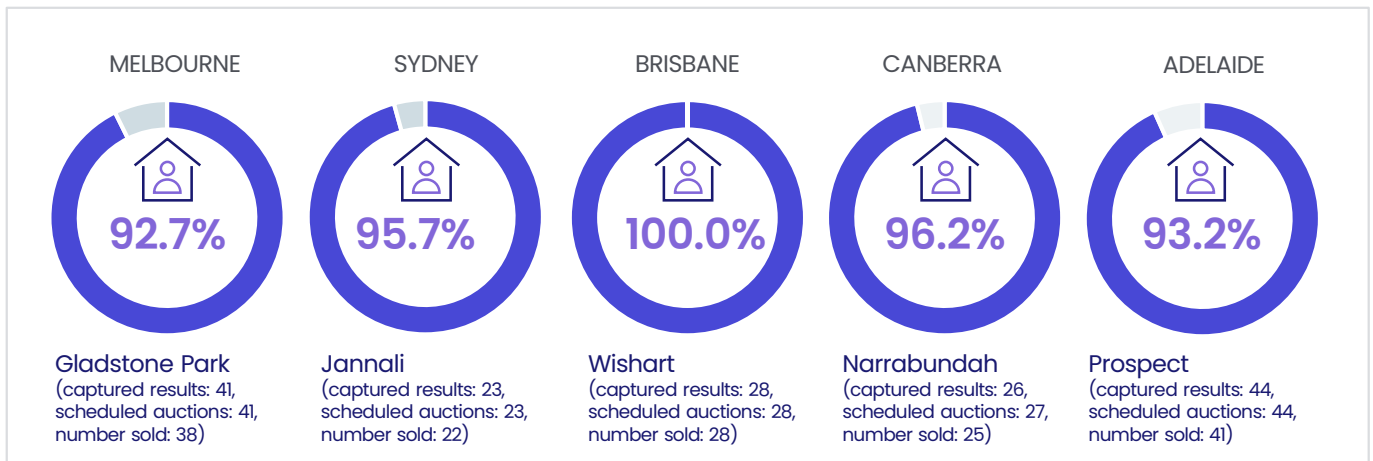 MELBOURNE
SYDNEY
BRISBANE
CANBERRA
ADELAIDE
92.7%
95.7%
100.0%
96.2%
93.2%
Gladstone Park
(captured results: 41,
scheduled auctions: 41,
number sold: 38)
Jannali
(captured results: 23,
scheduled auctions: 23,
number sold: 22)
Wishart
(captured results: 28,
scheduled auctions: 28,
number sold: 28)
Narrabundah
(captured results: 26,
scheduled auctions: 27,
number sold: 25)
Prospect
(captured results: 44,
scheduled auctions: 44,
number sold: 41)